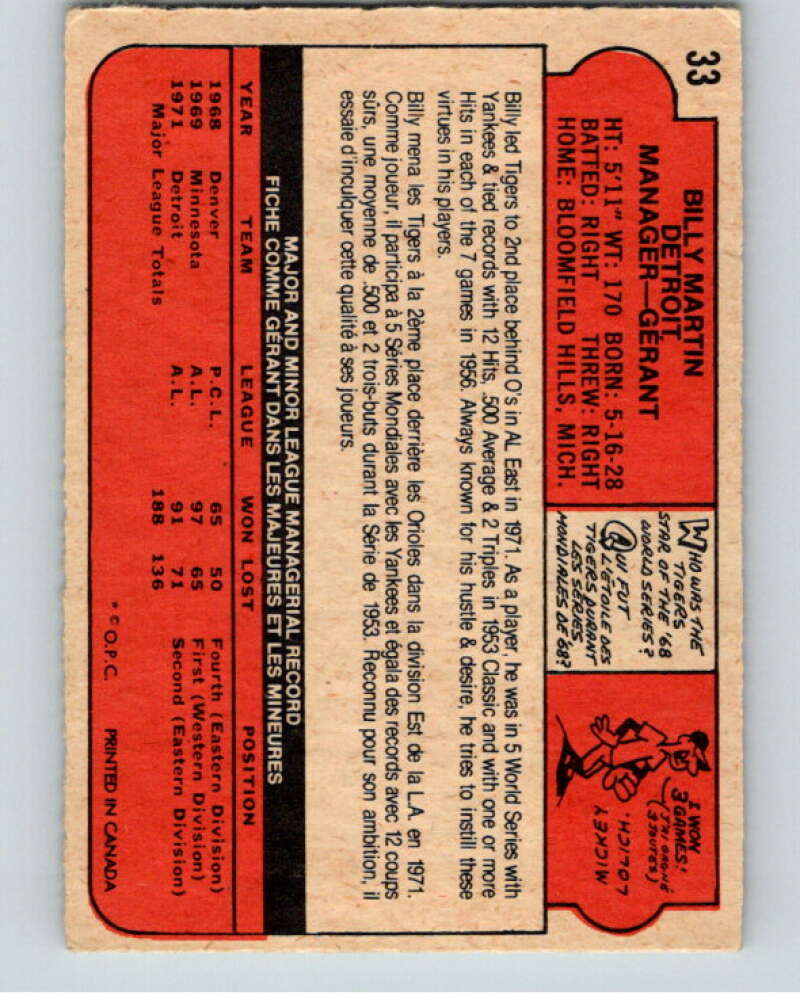 33
BILLY MARTIN
DETROIT
MANAGER—GÉRANT
HT: 5'11" WT: 170 BORN: 5-16-28
BATTED: RIGHT THREW: RIGHT
HOME: BLOOMFIELD HILLS, MICH.
WHO WAS THE
TIGERS
STAR OF THE '68
WORLD SERIES?
QUI FUT
L'ÉTOILE DES
TIGERS DURANT
LES SÉRIES
MONDIALES DE '68?
I WON
3 GAMES!
(J'AI GAGNÉ
3 JOUTES)
MICKEY
LOLICH.
Billy led Tigers to 2nd place behind O's in AL East in 1971. As a player, he was in 5 World Series with
Yankees & tied records with 12 Hits, .500 Average & 2 Triples in 1953 Classic and with one or more
Hits in each of the 7 games in 1956. Always known for his hustle & desire, he tries to instill these
virtues in his players.
Billy mena les Tigers à la 2ème place derrière les Orioles dans la division Est de la L.A. en 1971.
Comme joueur, il participa à 5 Séries Mondiales avec les Yankees et égala des records avec 12 coups
sûrs, une moyenne de .500 et 2 trois-buts durant la Série de 1953. Reconnu pour son ambition, il
essaie d'inculquer cette qualité à ses joueurs.
MAJOR AND MINOR LEAGUE MANAGERIAL RECORD
FICHE COMME GÉRANT DANS LES MAJEURES ET LES MINEURES
YEAR TEAM LEAGUE WON LOST POSITION
1968 Denver P.C.L. 65 50 Fourth (Eastern Division)
1969 Minnesota A.L. 97 65 First (Western Division)
1971 Detroit A.L. 91 71 Second (Eastern Division)
Major League Totals 188 136
* © O.P.C. PRINTED IN CANADA